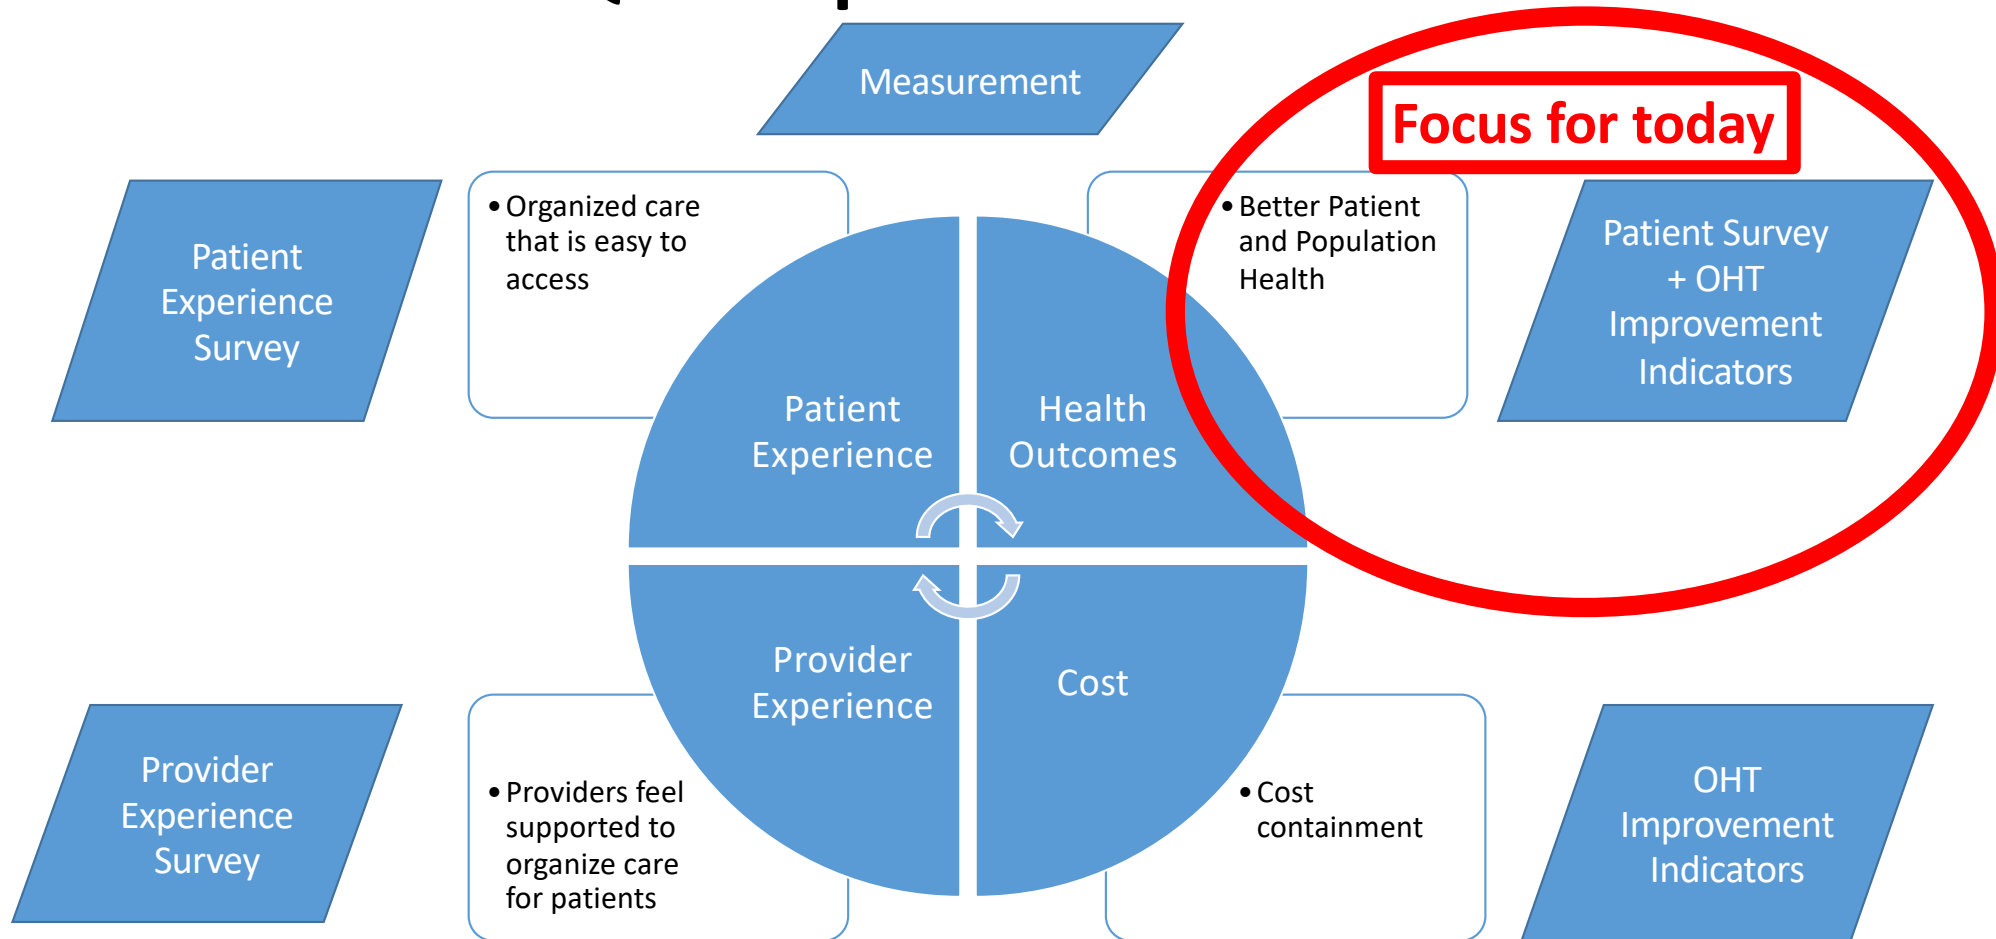 Measurement
Focus for today
Patient
Experience
Survey
• Organized care
that is easy to
access
• Better Patient
and Population
Health
Patient Survey
+ OHT
Improvement
Indicators
Patient
Experience
Health
Outcomes
Provider
Experience
Cost
Provider
Experience
Survey
• Providers feel
supported to
organize care
for patients
• Cost
containment
OHT
Improvement
Indicators